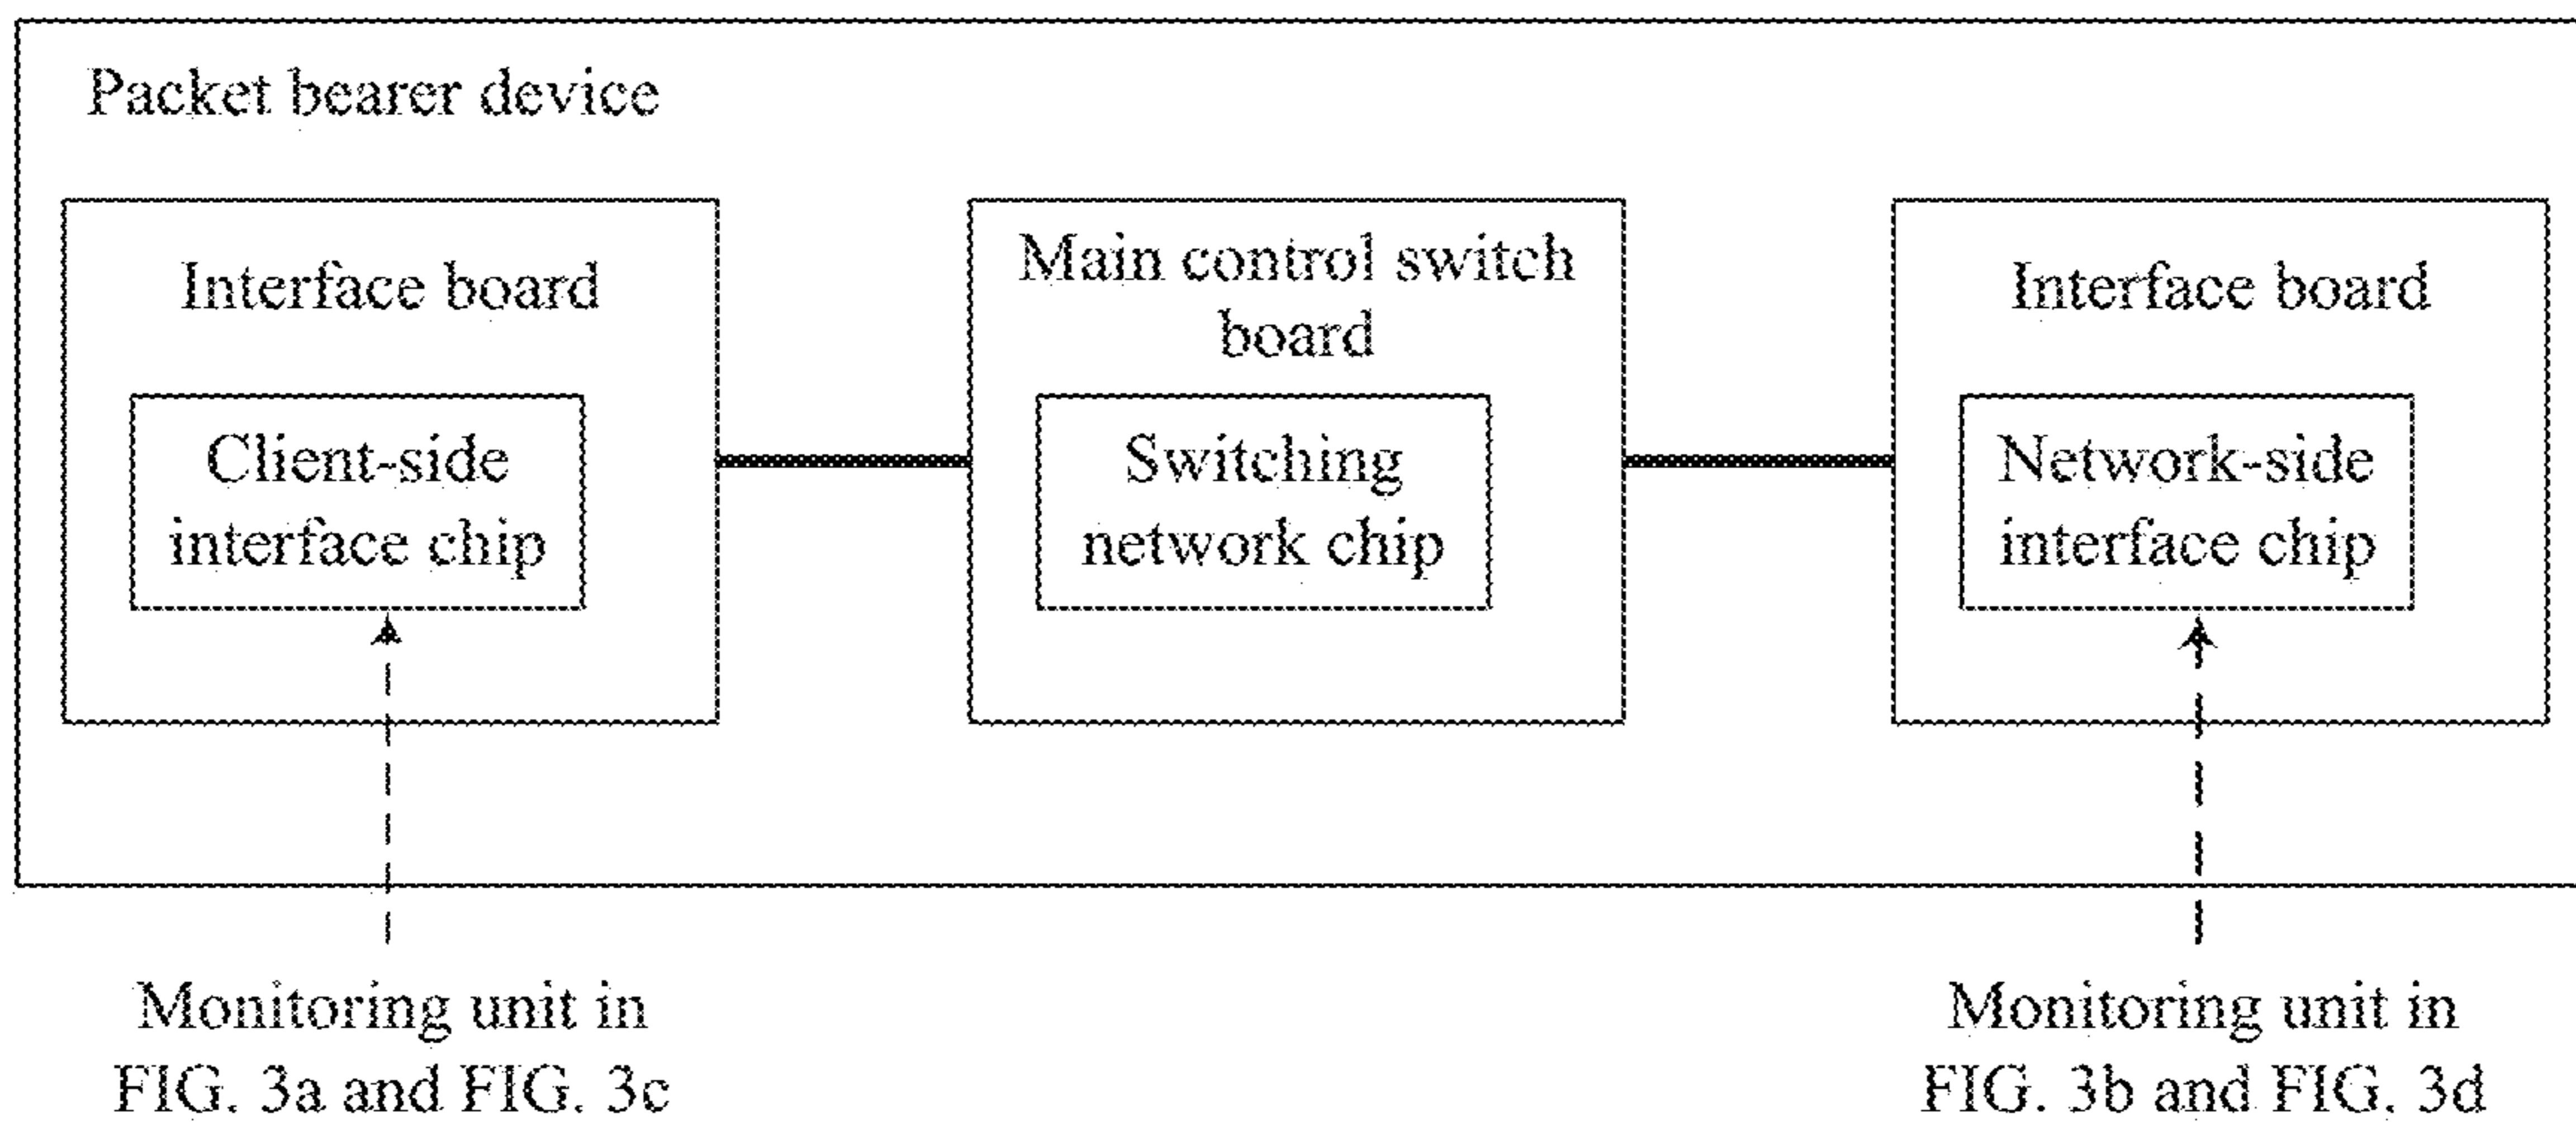 Packet bearer device
Interface board
Client-side
interface chip
Main control switch
board
Switching
network chip
Interface board
Network-side
interface chip
Monitoring unit in
FIG. 3a and FIG. 3c
Monitoring unit in
FIG. 3b and FIG. 3d